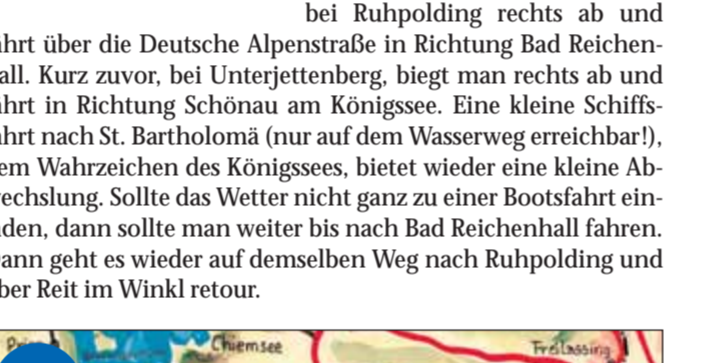 bei Ruhpolding rechts ab und
ährt über die Deutsche Alpenstraße in Richtung Bad Reichen-
all. Kurz zuvor, bei Unterjettenberg, biegt man rechts ab und
ährt in Richtung Schönau am Königssee. Eine kleine Schiffs-
ahrt nach St. Bartholomä (nur auf dem Wasserweg erreichbar!),
em Wahrzeichen des Königssees, bietet wieder eine kleine Ab-
echslung. Sollte das Wetter nicht ganz zu einer Bootsfahrt ein-
den, dann sollte man weiter bis nach Bad Reichenhall fahren.
ann geht es wieder auf demselben Weg nach Ruhpolding und
ber Reit im Winkl retour.
Chiemsee
Freilassing